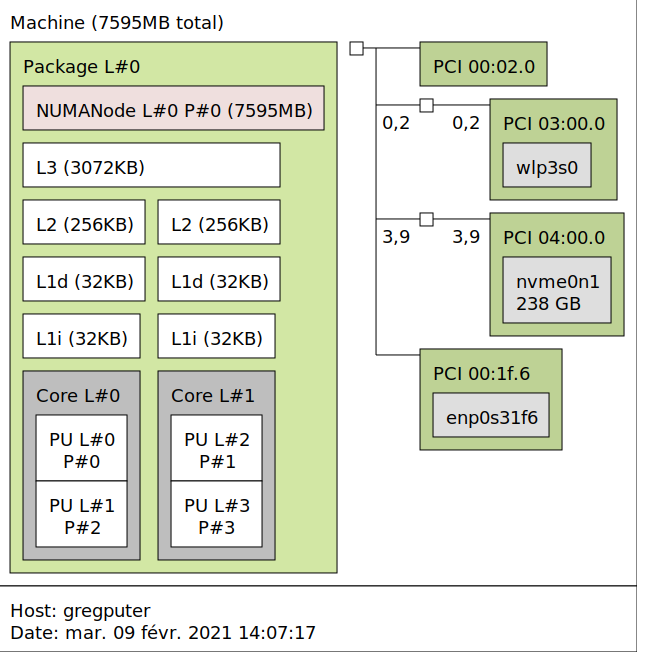 Machine (7595MB total)
Package L#0
NUMANode L#0 P#0 (7595MB)
L3 (3072KB)
L2 (256KB)
L2 (256KB)
L1d (32KB)
L1d (32KB)
L1i (32KB)
L1i (32KB)
Core L#0
PU L#0
P#0
PU L#1
P#2
Core L#1
PU L#2
P#1
PU L#3
P#3
PCI 00:02.0
0,2
0,2
PCI 03:00.0
wlp3s0
3,9
3,9
PCI 04:00.0
nvme0n1
238 GB
PCI 00:1f.6
enp0s31f6
Host: gregputer
Date: mar. 09 févr. 2021 14:07:17